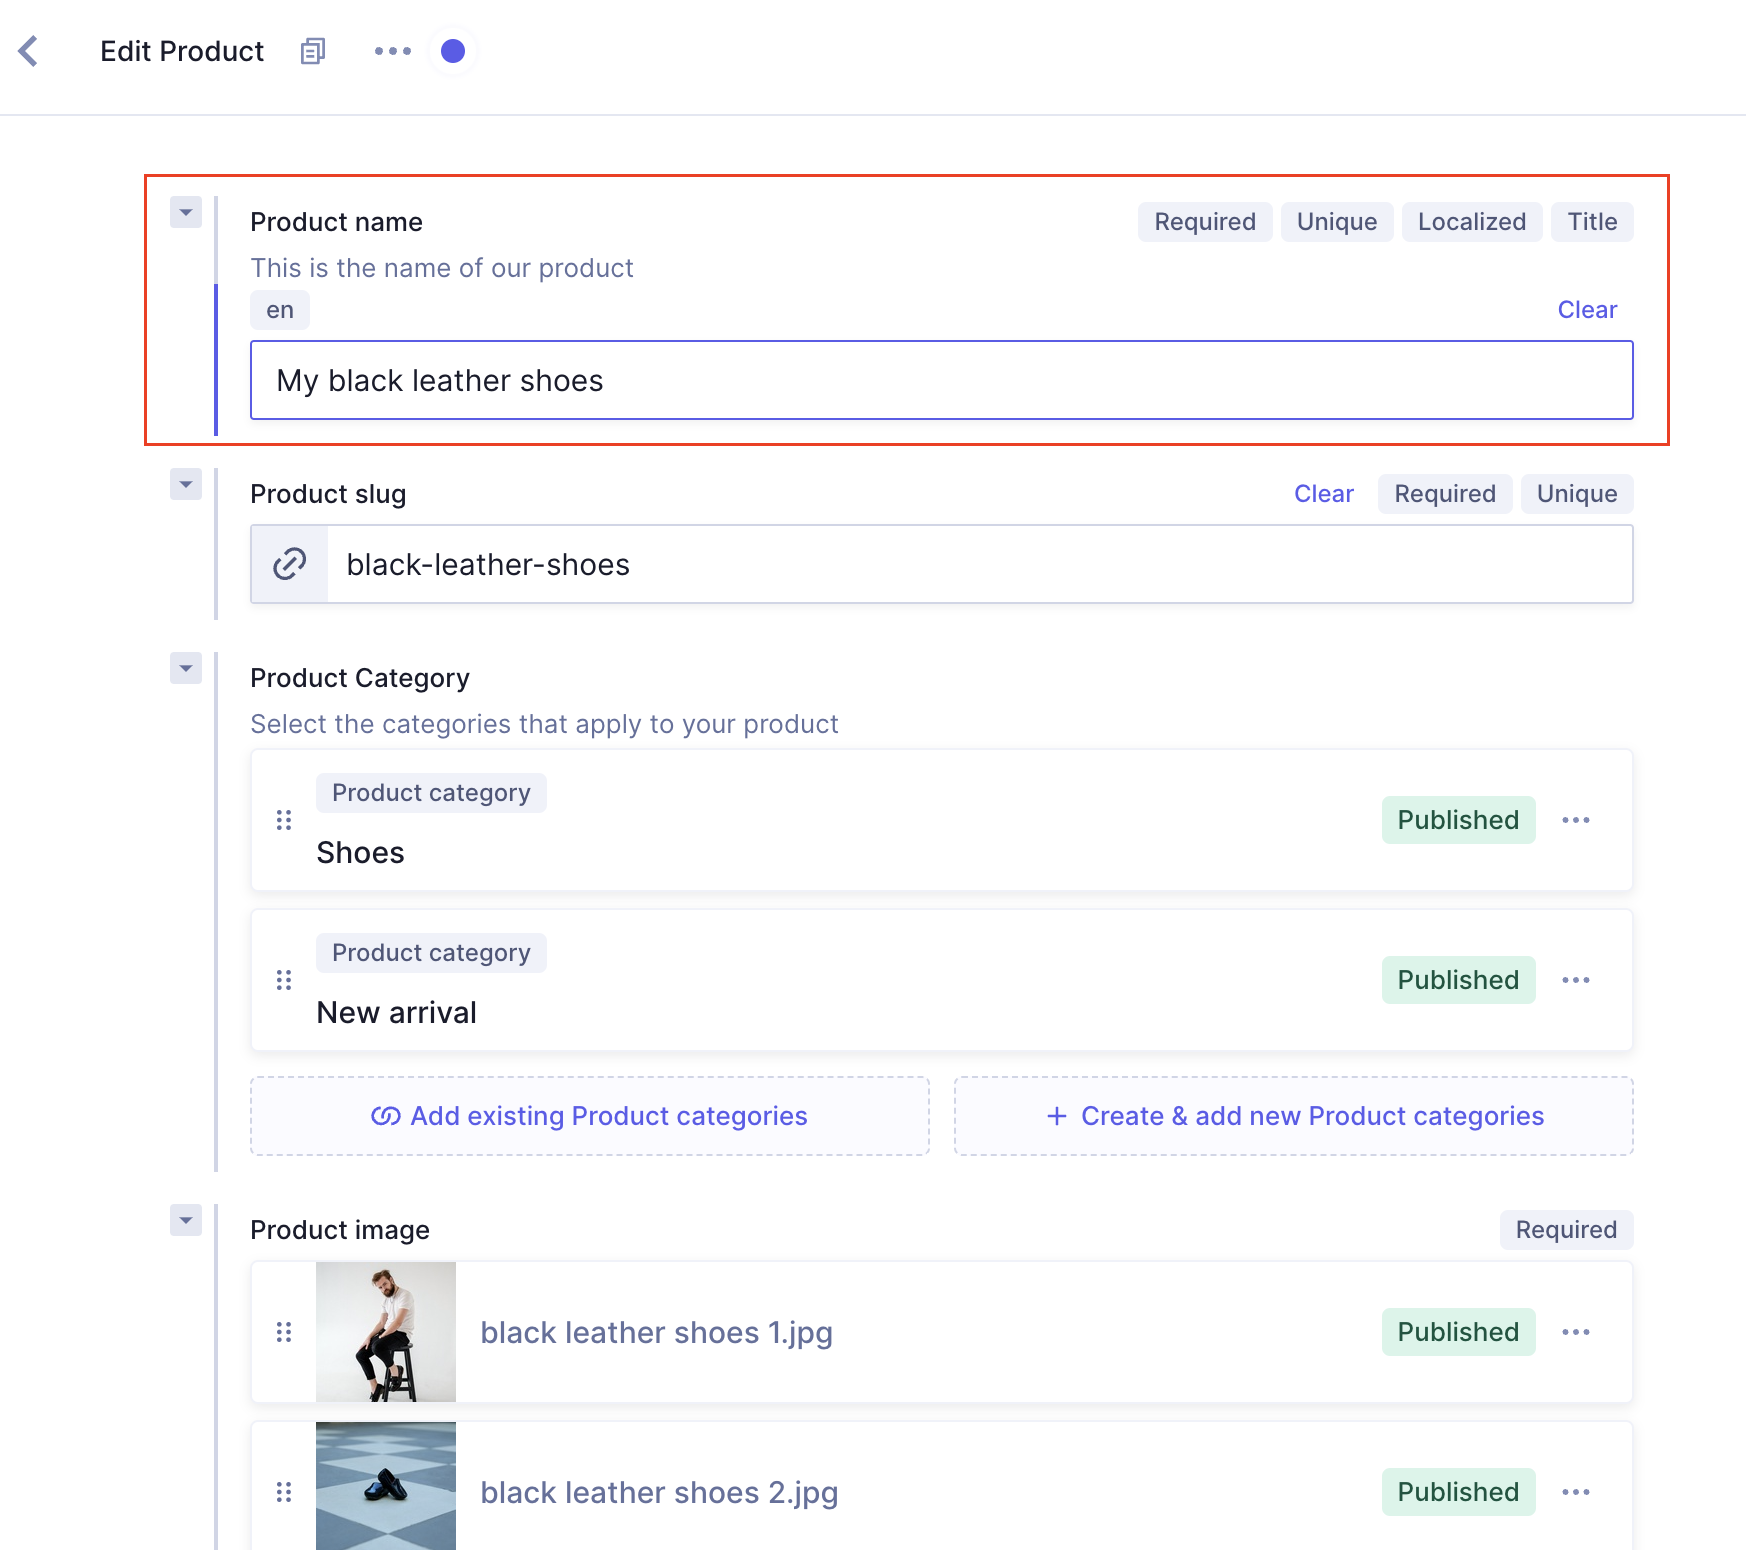 Edit Product
Product name Required Unique Localized Title
This is the name of our product
en Clear
My black leather shoes
Product slug Clear Required Unique
black-leather-shoes
Product Category
Select the categories that apply to your product
Product category
Published
Shoes
Product category
Published
New arrival
Add existing Product categories Create & add new Product categories
Product image Required
black leather shoes 1.jpg Published
black leather shoes 2.jpg Published